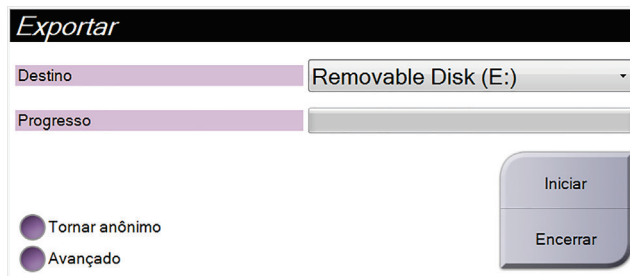 Exportar
Destino
Removable Disk (E:)
Progresso
Iniciar
Tornar anônimo
Encerrar
Avançado